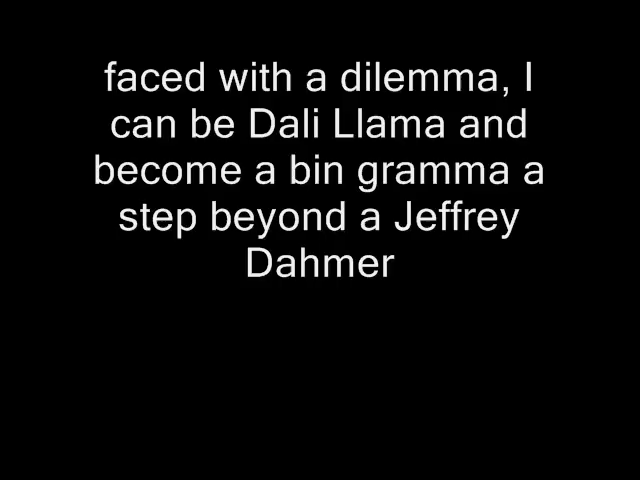 faced with a dilemma, I
can be Dali Llama and
become a bin gramma a
step beyond a Jeffrey
Dahmer